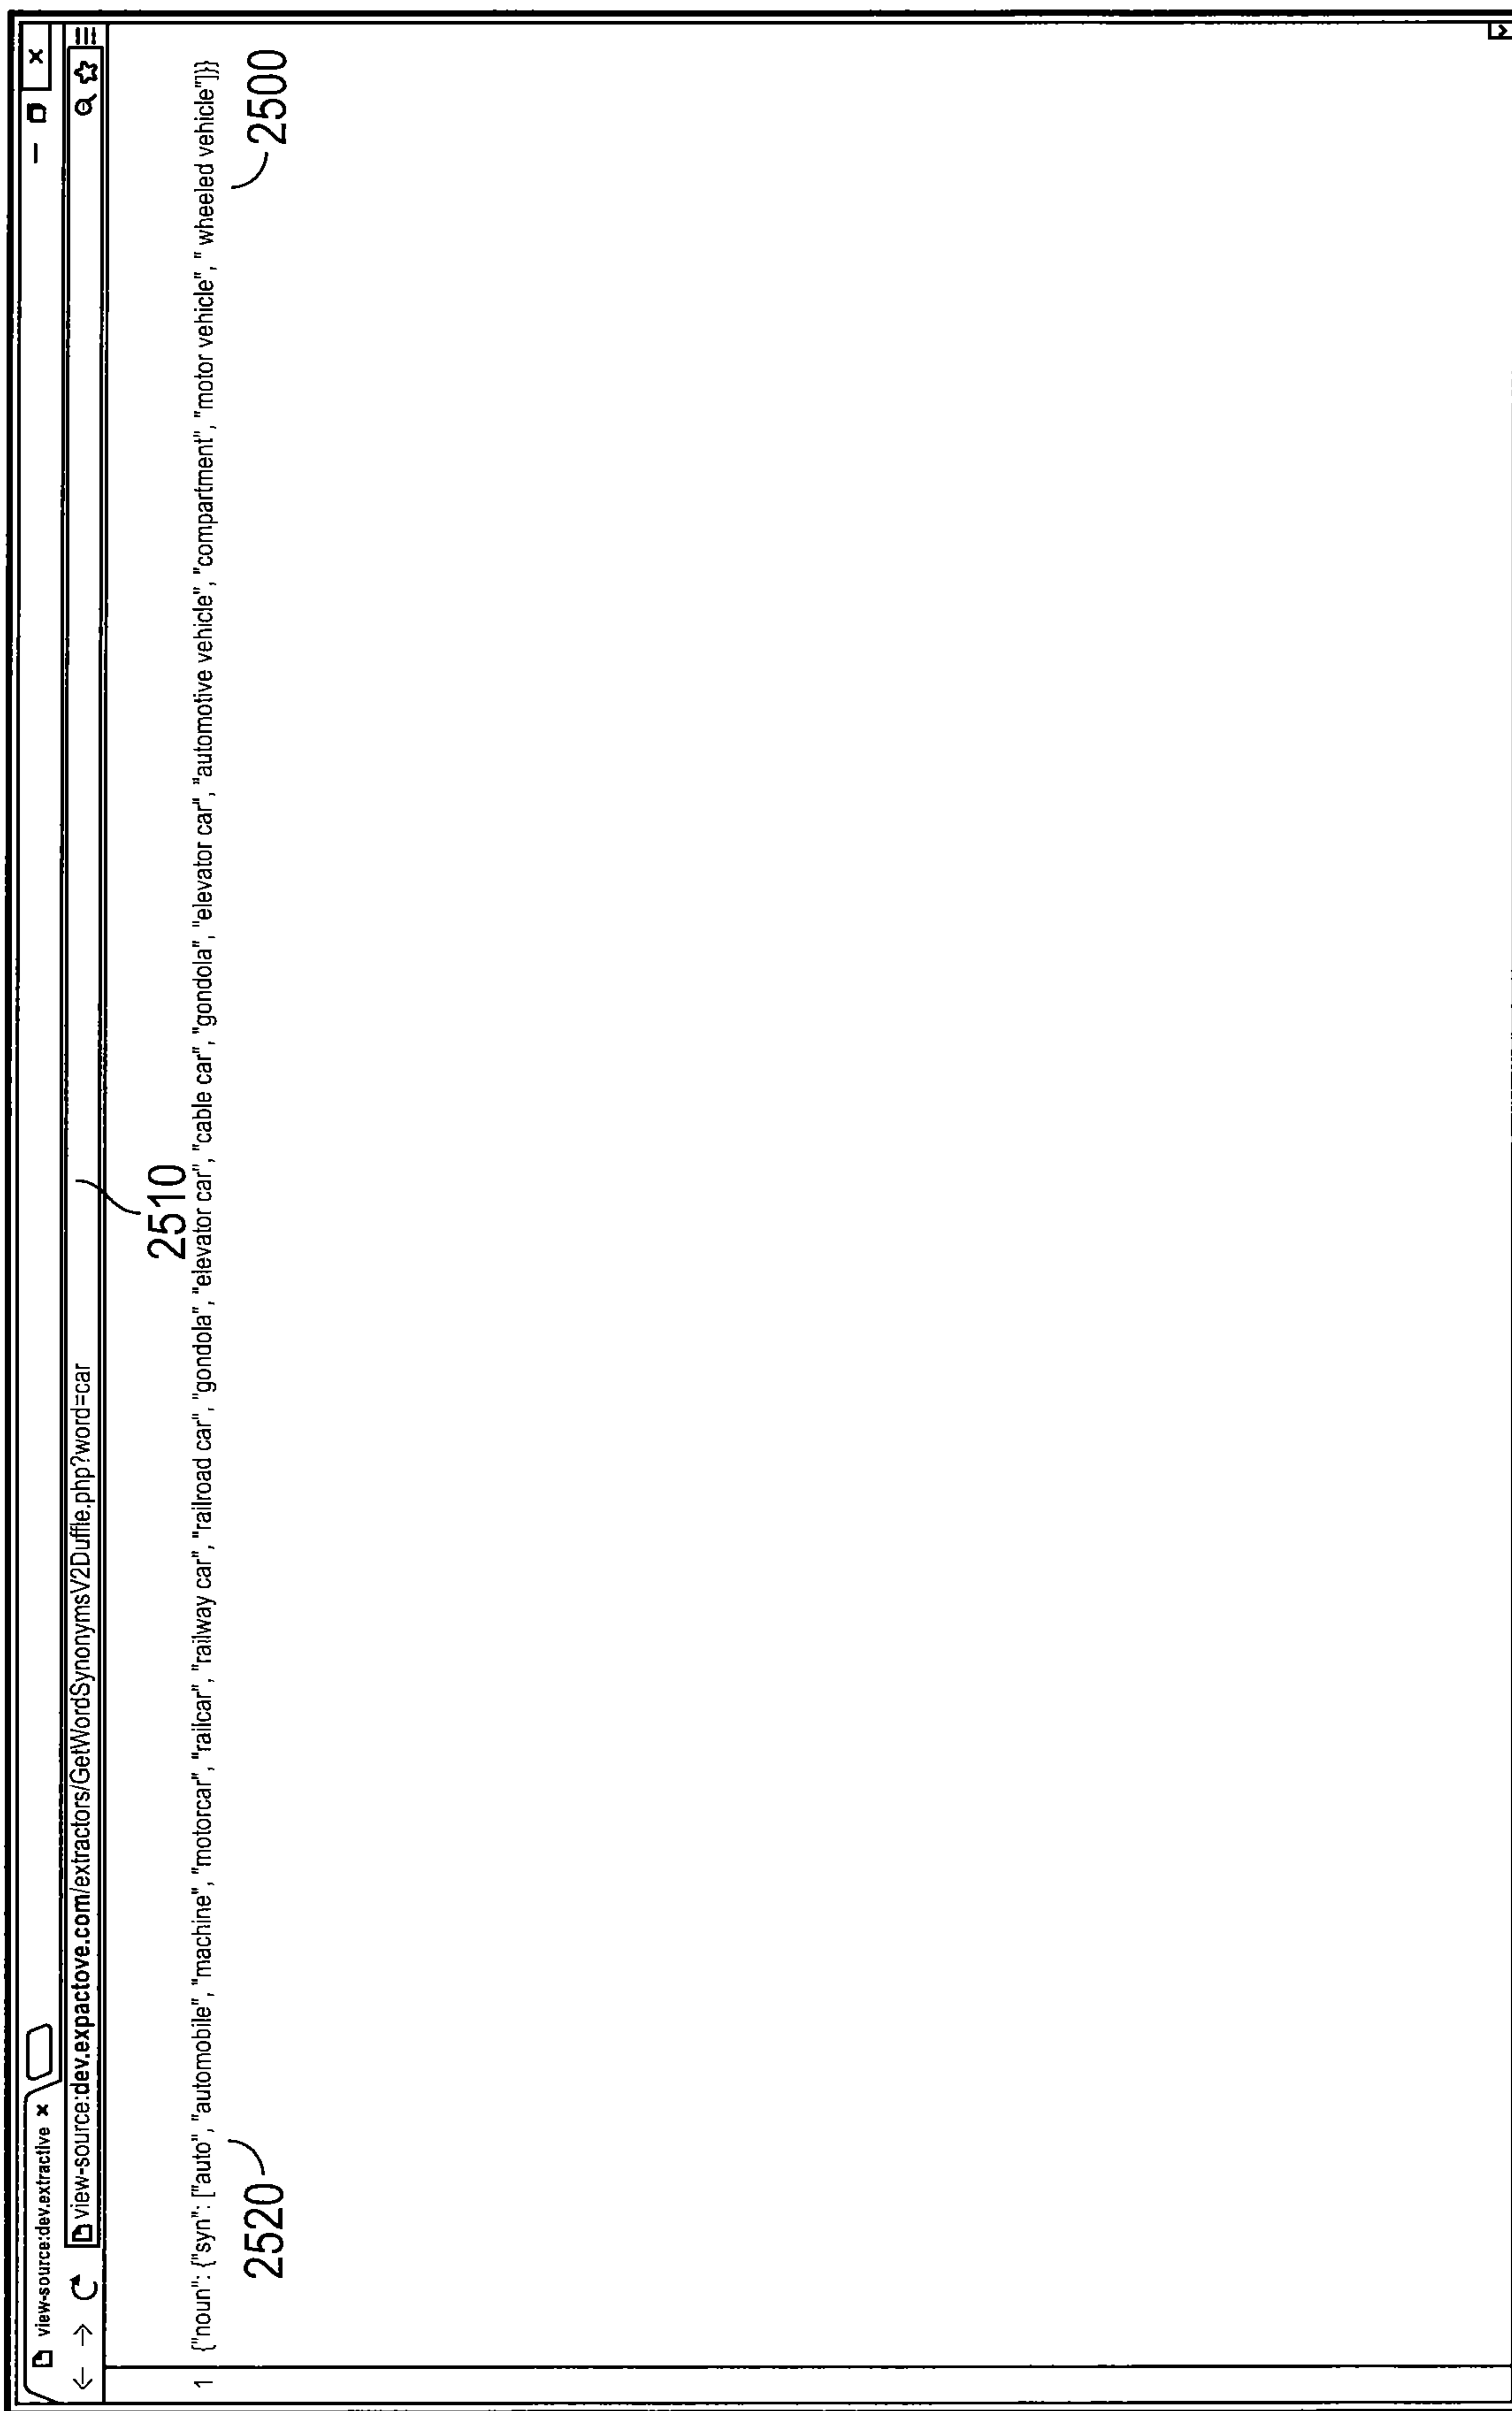 view-source:dev.extractive
view-source:dev.expactove.com/extractors/GetWordSynonymsV2Duffle.php?word=car
2510
1 {"noun": {"syn": ["auto", "automobile", "machine", "motorcar", "railcar", "railway car", "railroad car", "gondola", "elevator car", "cable car", "gondola", "elevator car", "automotive vehicle", "compartment", "motor vehicle", " wheeled vehicle"]}}
2520
2500